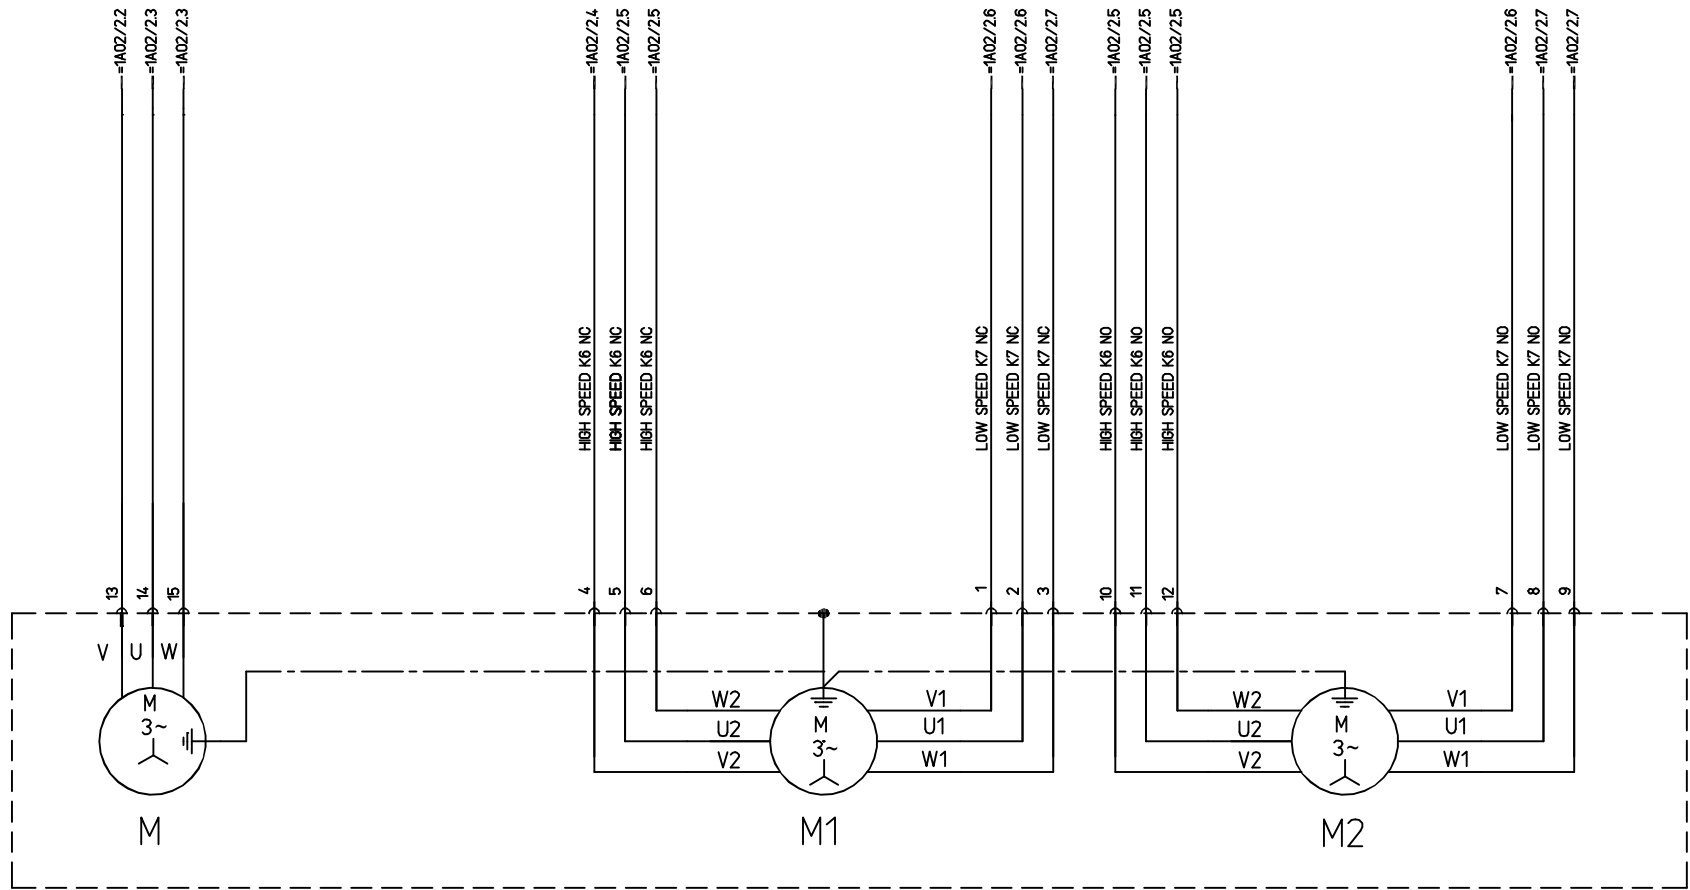 =1A02/2.2
=1A02/2.3
=1A02/2.3
=1A02/2.4
=1A02/2.5
=1A02/2.5
=1A02/2.6
=1A02/2.6
=1A02/2.7
=1A02/2.5
=1A02/2.5
=1A02/2.5
=1A02/2.6
=1A02/2.7
=1A02/2.7
HIGH SPEED K6 NC
HIGH SPEED K6 NC
HIGH SPEED K6 NC
LOW SPEED K7 NC
LOW SPEED K7 NC
LOW SPEED K7 NC
HIGH SPEED K6 NO
HIGH SPEED K6 NO
HIGH SPEED K6 NO
LOW SPEED K7 NO
LOW SPEED K7 NO
LOW SPEED K7 NO
13
14
15
4
5
6
1
2
3
10
11
12
7
8
9
V U W
M
3~
W2
U2
V2
M
3~
V1
U1
W1
W2
U2
V2
M
3~
V1
U1
W1
M
M1
M2